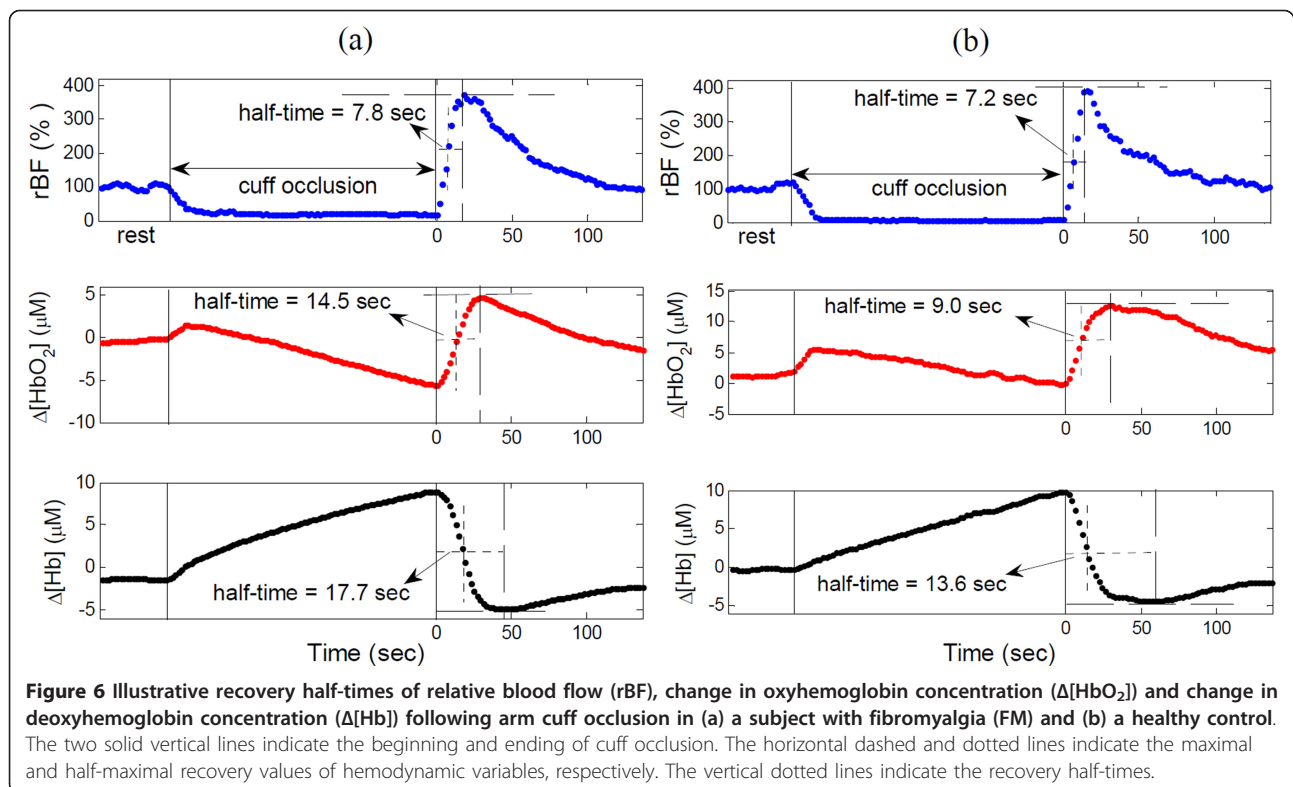 (a)
400
300
200
100
0
rBF (%)
half-time = 7.8 sec
cuff occlusion
rest
0 50 100
5
0
-5
-10
Δ[HbO₂] (μM)
half-time = 14.5 sec
0 50 100
10
5
0
-5
Δ[Hb] (μM)
half-time = 17.7 sec
0 50 100
Time (sec)
(b)
400
300
200
100
0
rBF (%)
half-time = 7.2 sec
cuff occlusion
rest
0 50 100
15
10
5
0
-5
Δ[HbO₂] (μM)
half-time = 9.0 sec
0 50 100
10
5
0
-5
Δ[Hb] (μM)
half-time = 13.6 sec
0 50 100
Time (sec)
Figure 6 Illustrative recovery half-times of relative blood flow (rBF), change in oxyhemoglobin concentration (Δ[HbO₂]) and change in
deoxyhemoglobin concentration (Δ[Hb]) following arm cuff occlusion in (a) a subject with fibromyalgia (FM) and (b) a healthy control.
The two solid vertical lines indicate the beginning and ending of cuff occlusion. The horizontal dashed and dotted lines indicate the maximal
and half-maximal recovery values of hemodynamic variables, respectively. The vertical dotted lines indicate the recovery half-times.